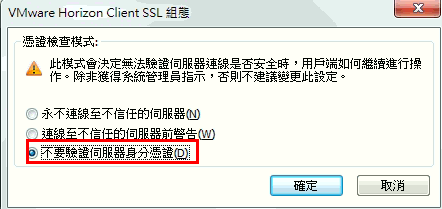 VMware Horizon Client SSL 組態
憑證檢查模式:
此模式會決定無法驗證伺服器連線是否安全時，用戶端如何繼續進行操
作。除非獲得系統管理員指示，否則不建議變更此設定。
永不連線至不信任的伺服器(N)
連線至不信任的伺服器前警告(W)
不要驗證伺服器身分憑證(D)
確定
取消